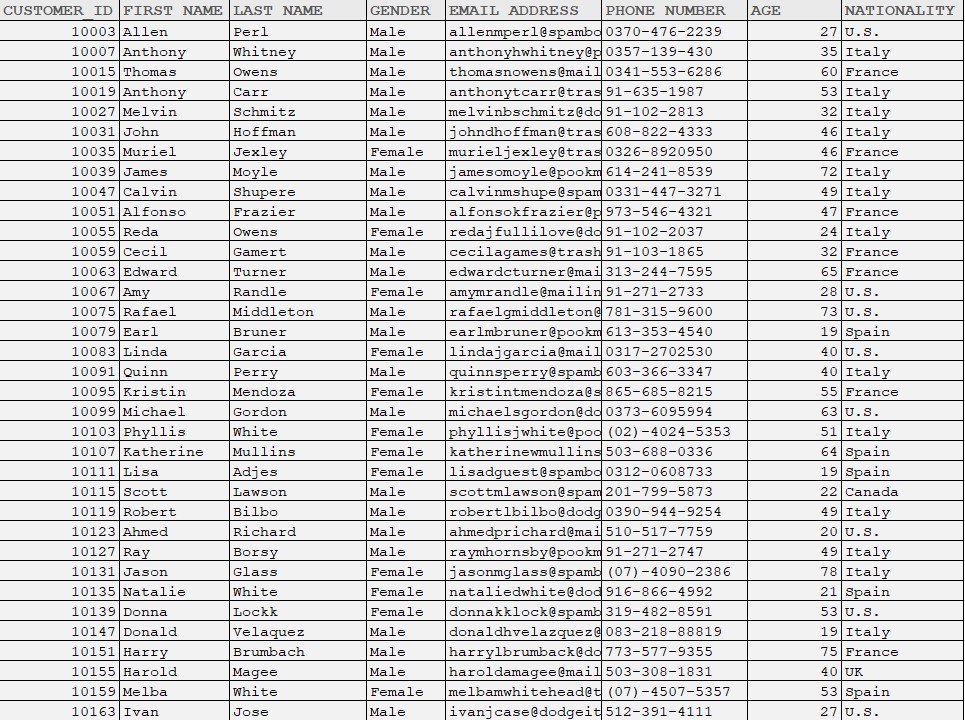 CUSTOMER_ID FIRST NAME LAST NAME GENDER EMAIL ADDRESS PHONE NUMBER AGE NATIONALITY
10003 Allen Perl Male allenmperl@spambo 0370-476-2239 27 U.S.
10007 Anthony Whitney Male anthonyhwhitney@p 0357-139-430 35 Italy
10015 Thomas Owens Male thomasnowens@mail 0341-553-6286 60 France
10019 Anthony Carr Male anthonytcarr@tras 91-635-1987 53 Italy
10027 Melvin Schmitz Male melvinbschmitz@do 91-102-2813 32 Italy
10031 John Hoffman Male johndhoffman@tras 608-822-4333 46 Italy
10035 Muriel Jexley Female murieljexley@tras 0326-8920950 46 France
10039 James Moyle Male jamesomoyle@pookm 614-241-8539 72 Italy
10047 Calvin Shupere Male calvinmshupe@spam 0331-447-3271 49 Italy
10051 Alfonso Frazier Male alfonsokfrazier@p 973-546-4321 47 France
10055 Reda Owens Female redajfullilove@do 91-102-2037 24 Italy
10059 Cecil Gamert Male cecilagames@trash 91-103-1865 32 France
10063 Edward Turner Male edwardcturner@mai 313-244-7595 65 France
10067 Amy Randle Female amymrandle@mailin 91-271-2733 28 U.S.
10075 Rafael Middleton Male rafaelgmiddleton@ 781-315-9600 73 U.S.
10079 Earl Bruner Male earlmbruner@pookm 613-353-4540 19 Spain
10083 Linda Garcia Female lindajgarcia@mail 0317-2702530 40 U.S.
10091 Quinn Perry Male quinnsperry@spamb 603-366-3347 40 Italy
10095 Kristin Mendoza Female kristintmendoza@s 865-685-8215 55 France
10099 Michael Gordon Male michaelsgordon@do 0373-6095994 63 U.S.
10103 Phyllis White Female phyllisjwhite@poo (02)-4024-5353 51 Italy
10107 Katherine Mullins Female katherinewmullins 503-688-0336 64 Spain
10111 Lisa Adjes Female lisadguest@spambo 0312-0608733 19 Spain
10115 Scott Lawson Male scottmlawson@spam 201-799-5873 22 Canada
10119 Robert Bilbo Male robertlbilbo@dodg 0390-944-9254 49 Italy
10123 Ahmed Richard Male ahmedprichard@mai 510-517-7759 20 U.S.
10127 Ray Borsy Male raymhornsby@pookm 91-271-2747 49 Italy
10131 Jason Glass Female jasonmglass@spamb (07)-4090-2386 78 Italy
10135 Natalie White Female nataliedwhite@dod 916-866-4992 21 Spain
10139 Donna Lockk Female donnakklock@spamb 319-482-8591 53 U.S.
10147 Donald Velaquez Male donaldhvelazquez@ 083-218-88819 19 Italy
10151 Harry Brumbach Male harrylbrumback@do 773-577-9355 75 France
10155 Harold Magee Male haroldamagee@mail 503-308-1831 40 UK
10159 Melba White Female melbamwhitehead@t (07)-4507-5357 53 Spain
10163 Ivan Jose Male ivanjcase@dodgeit 512-391-4111 27 U.S.